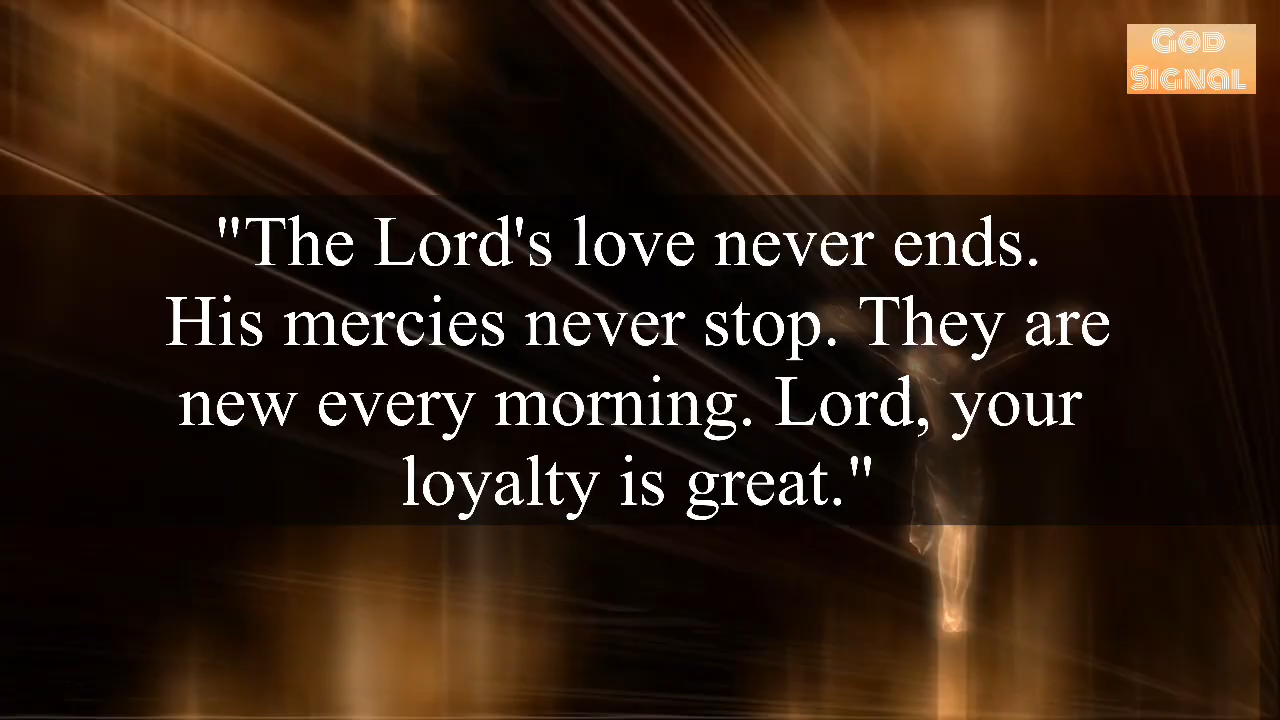 God
Signal
"The Lord's love never ends.
His mercies never stop. They are
new every morning. Lord, your
loyalty is great."